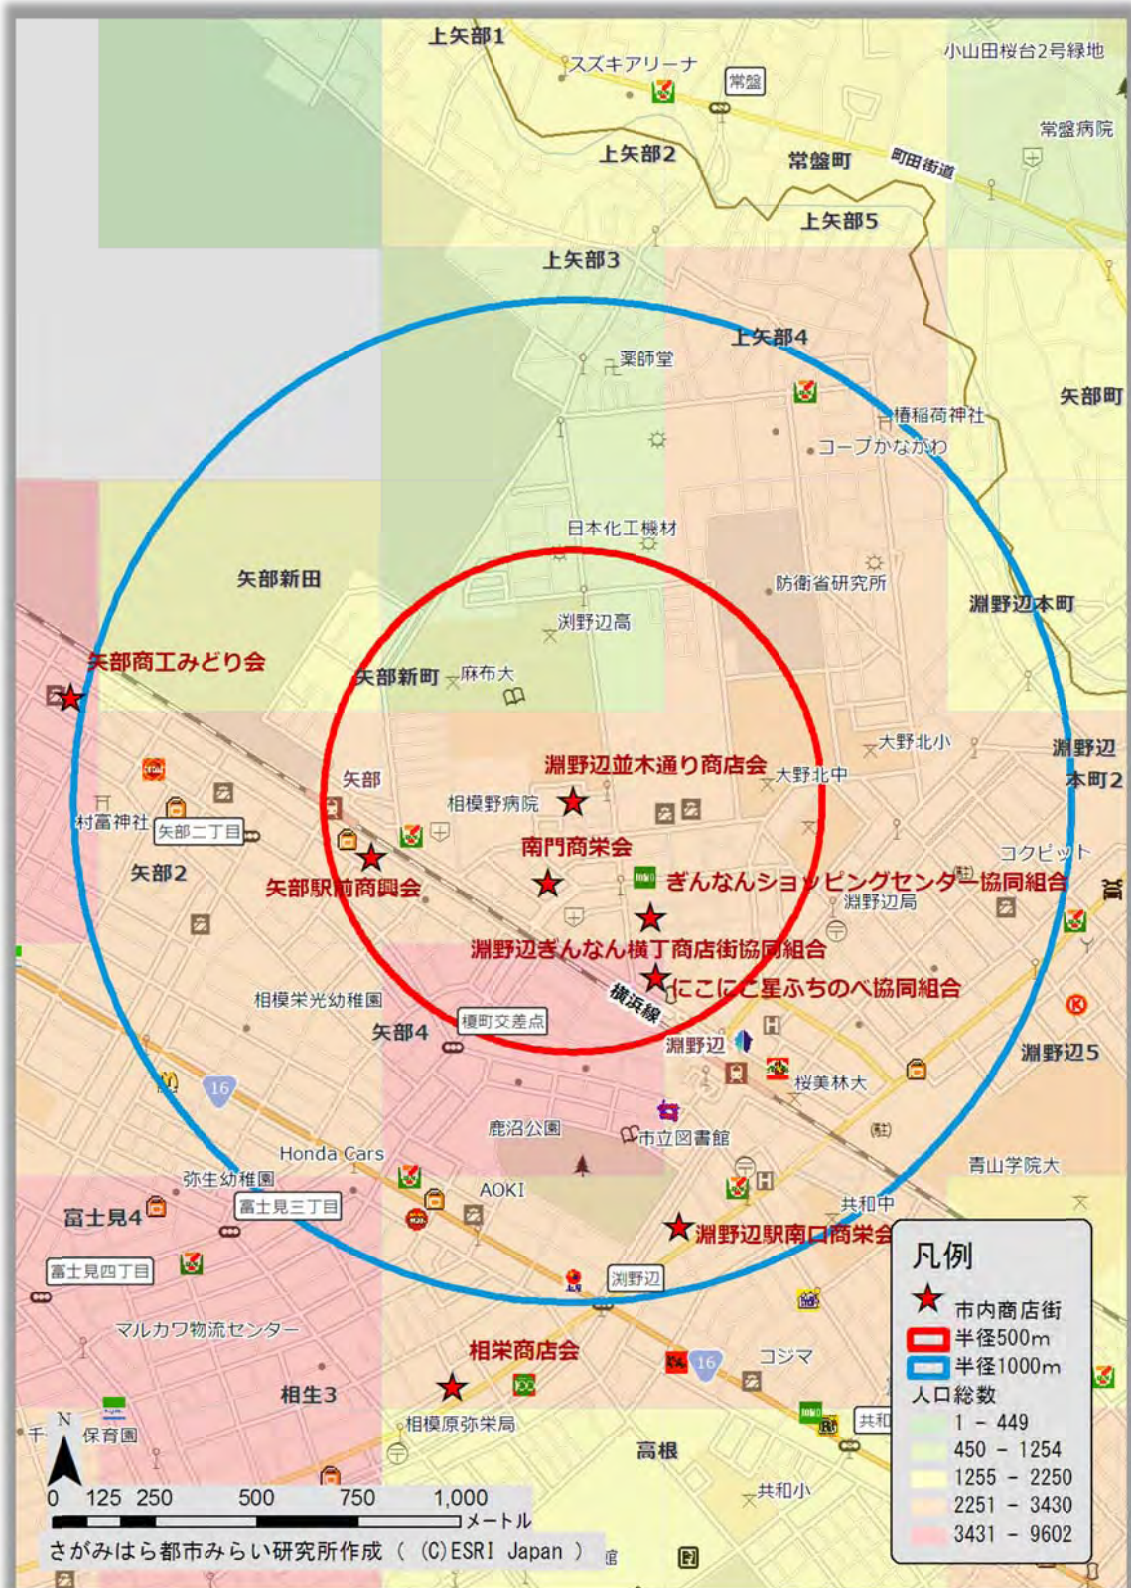 上矢部1
小山田桜台2号緑地
スズキアリーナ
常盤
常盤病院
上矢部2
常盤町
町田街道
上矢部5
上矢部3
上矢部4
薬師堂
矢部町
椿稲荷神社
コープかながわ
日本化工機材
矢部新田
防衛省研究所
淵野辺本町
渕野辺高
矢部商工みどり会
矢部新町
麻布大
大野北小
淵野辺
本町2
淵野辺並木通り商店会
矢部
大野北中
相模野病院
村富神社
矢部二丁目
南門商栄会
コクピット
矢部2
矢部駅前商興会
ぎんなんショッピングセンター協同組合
(駐)
淵野辺局
淵野辺ぎんなん横丁商店街協同組合
にこにこ星ふちのべ協同組合
相模栄光幼稚園
横浜線
榎町交差点
矢部4
淵野辺
淵野辺5
16
桜美林大
鹿沼公園
市立図書館
(駐)
Honda Cars
青山学院大
弥生幼稚園
AOKI
富士見三丁目
共和中
富士見4
淵野辺駅南口商栄会
富士見四丁目
渕野辺
マルカワ物流センター
相栄商店会
16
コジマ
相生3
相模原弥栄局
共和
保育園
高根
共和小
館
凡例
市内商店街
半径500m
半径1000m
人口総数
1 - 449
450 - 1254
1255 - 2250
2251 - 3430
3431 - 9602
N
0 125 250 500 750 1,000
メートル
さがみはら都市みらい研究所作成（ (C)ESRI Japan ）